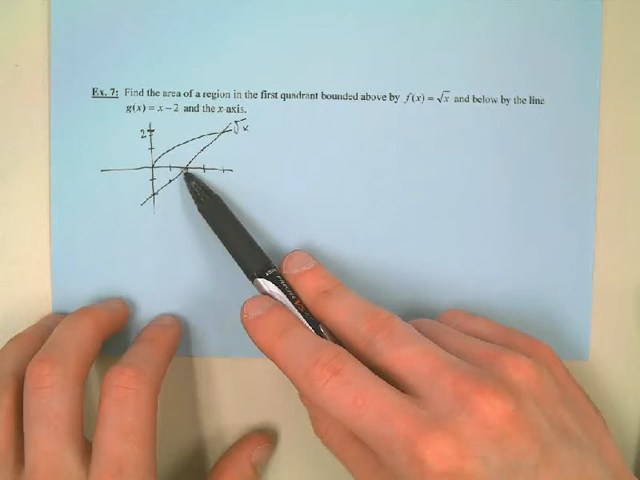 Ex. 7: Find the area of a region in the first quadrant bounded above by f(x) = √x and below by the line
g(x) = x − 2 and the x-axis.
2
√x